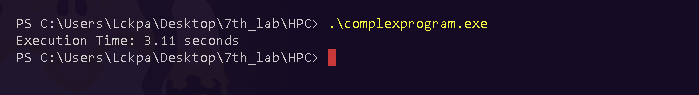 PS C:\Users\Lckpa\Desktop\7th_lab\HPC> .\complexprogram.exe
Execution Time: 3.11 seconds
PS C:\Users\Lckpa\Desktop\7th_lab\HPC>